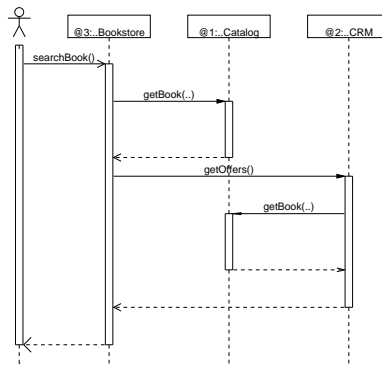 @3:..Bookstore
@1:..Catalog
@2:..CRM
searchBook()
getBook(..)
getOffers()
getBook(..)